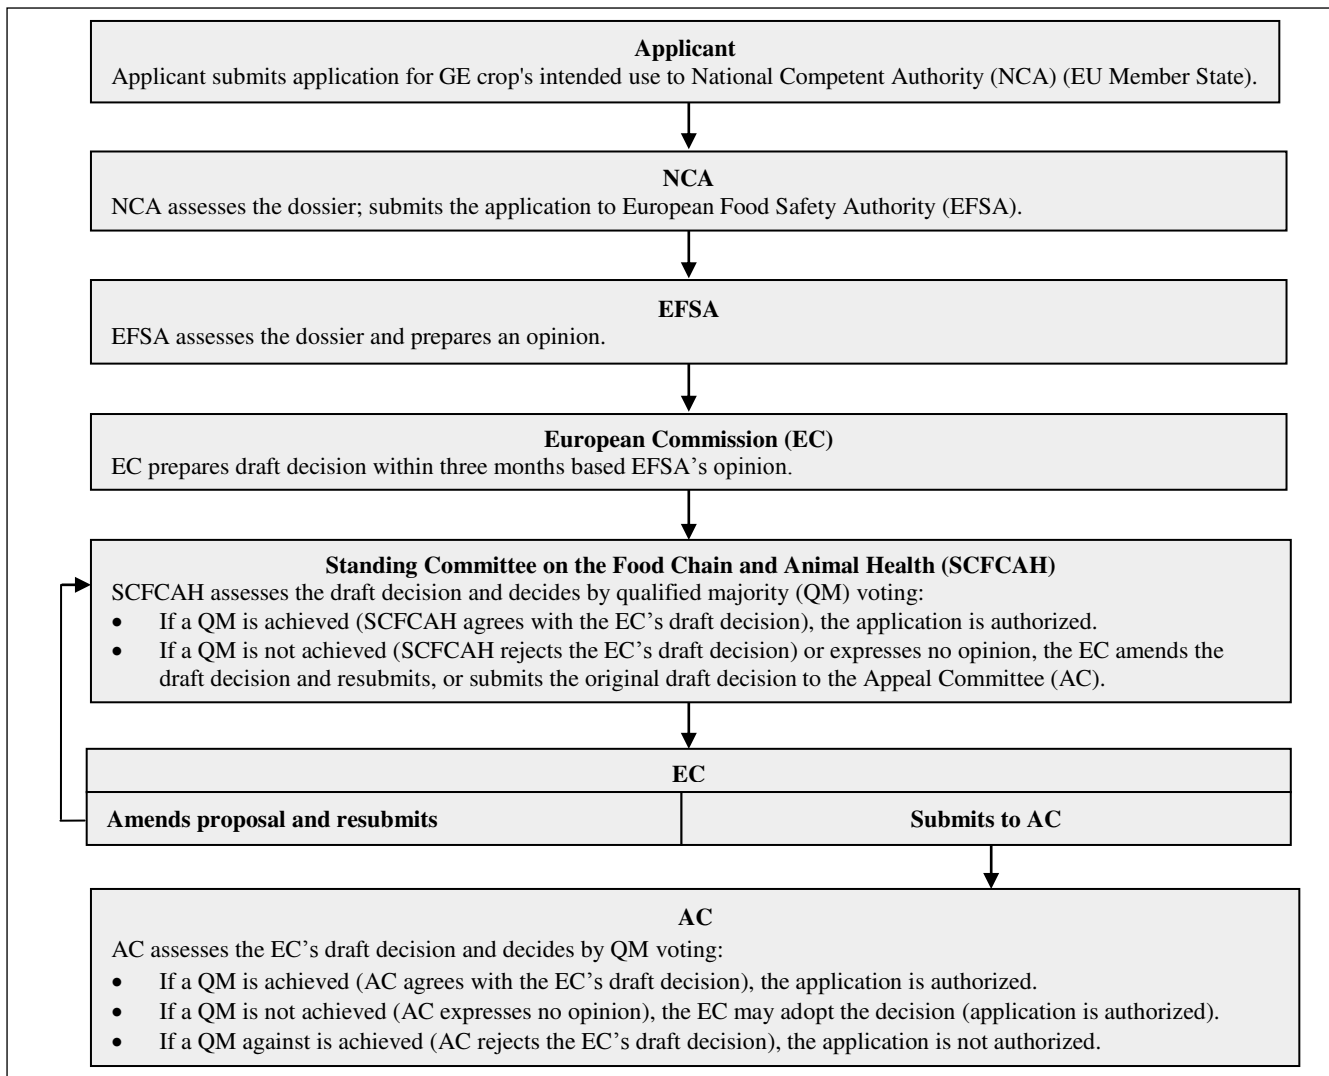 Applicant
Applicant submits application for GE crop's intended use to National Competent Authority (NCA) (EU Member State).
NCA
NCA assesses the dossier; submits the application to European Food Safety Authority (EFSA).
EFSA
EFSA assesses the dossier and prepares an opinion.
European Commission (EC)
EC prepares draft decision within three months based EFSA’s opinion.
Standing Committee on the Food Chain and Animal Health (SCFCAH)
SCFCAH assesses the draft decision and decides by qualified majority (QM) voting:
• If a QM is achieved (SCFCAH agrees with the EC’s draft decision), the application is authorized.
• If a QM is not achieved (SCFCAH rejects the EC’s draft decision) or expresses no opinion, the EC amends the
draft decision and resubmits, or submits the original draft decision to the Appeal Committee (AC).
EC
Amends proposal and resubmits
Submits to AC
AC
AC assesses the EC’s draft decision and decides by QM voting:
• If a QM is achieved (AC agrees with the EC’s draft decision), the application is authorized.
• If a QM is not achieved (AC expresses no opinion), the EC may adopt the decision (application is authorized).
• If a QM against is achieved (AC rejects the EC’s draft decision), the application is not authorized.